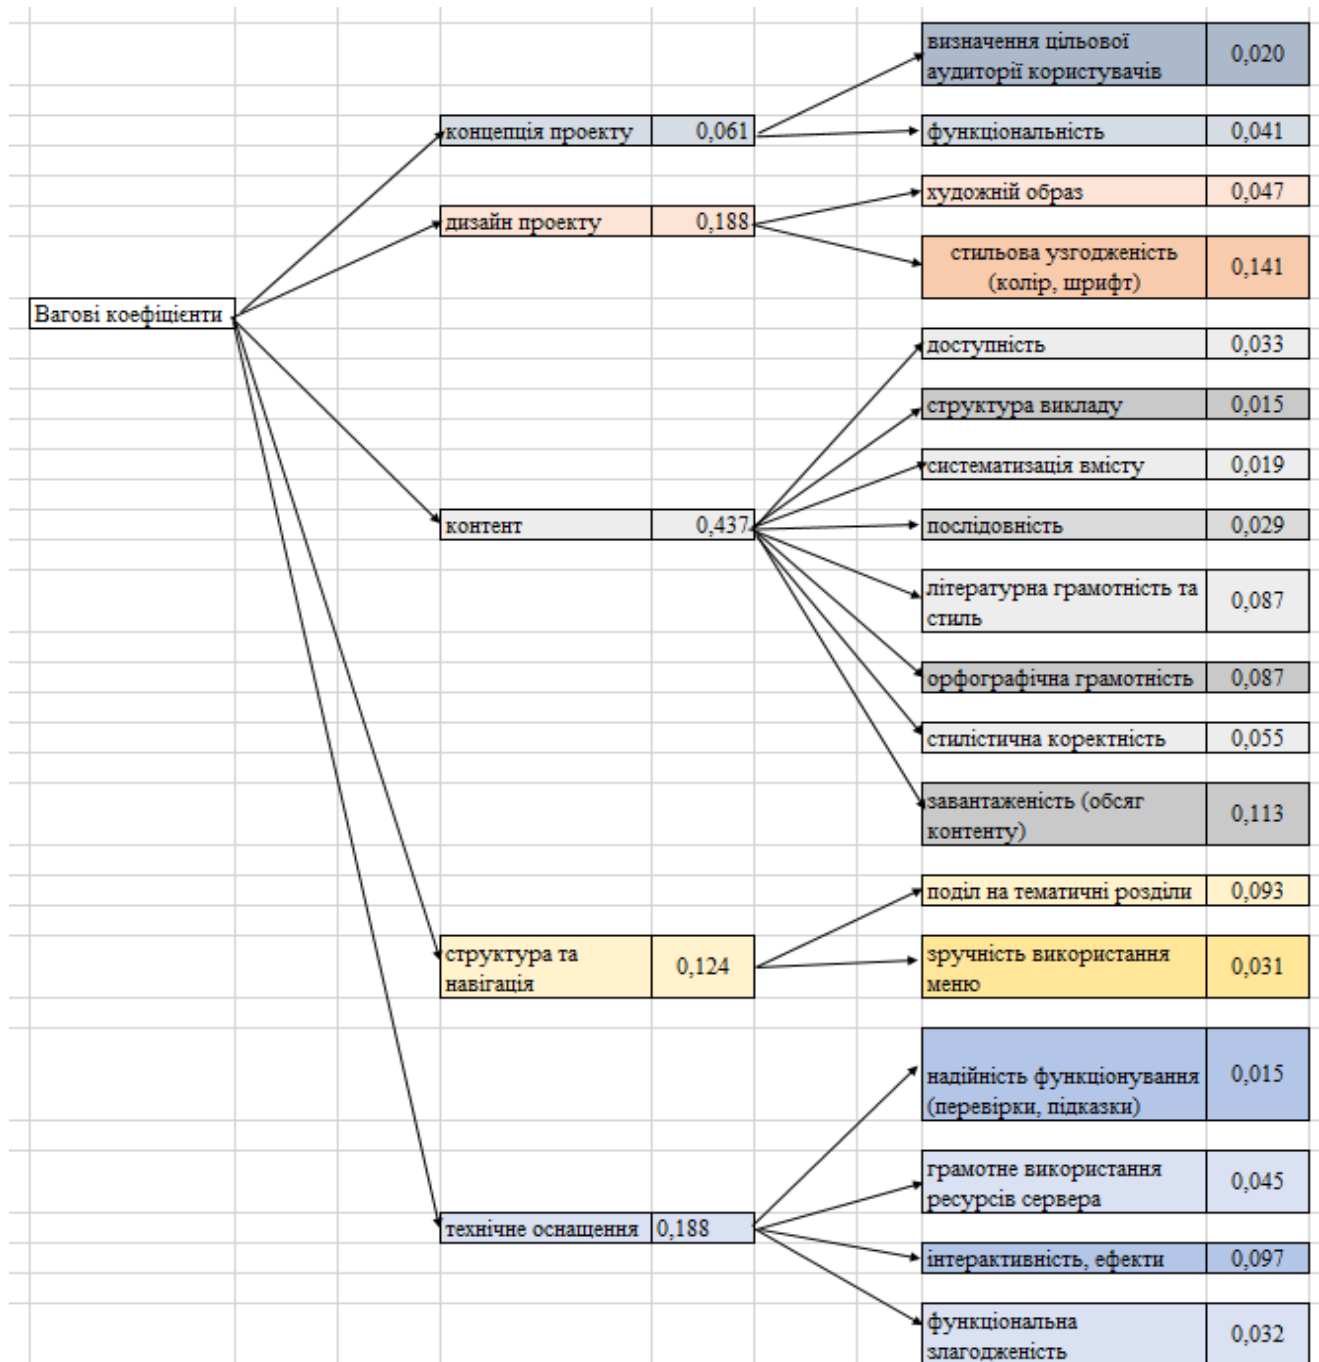 Вагові коефіцієнти
концепція проекту 0,061
визначення цільової
аудиторії користувачів 0,020
функціональність 0,041
дизайн проекту 0,188
художній образ 0,047
стильова узгодженість
(колір, шрифт) 0,141
контент 0,437
доступність 0,033
структура викладу 0,015
систематизація вмісту 0,019
послідовність 0,029
літературна грамотність та
стиль 0,087
орфографічна грамотність 0,087
стилістична коректність 0,055
завантаженість (обсяг
контенту) 0,113
структура та
навігація 0,124
поділ на тематичні розділи 0,093
зручність використання
меню 0,031
технічне оснащення 0,188
надійність функціонування
(перевірки, підказки) 0,015
грамотне використання
ресурсів сервера 0,045
інтерактивність, ефекти 0,097
функціональна
злагодженість 0,032